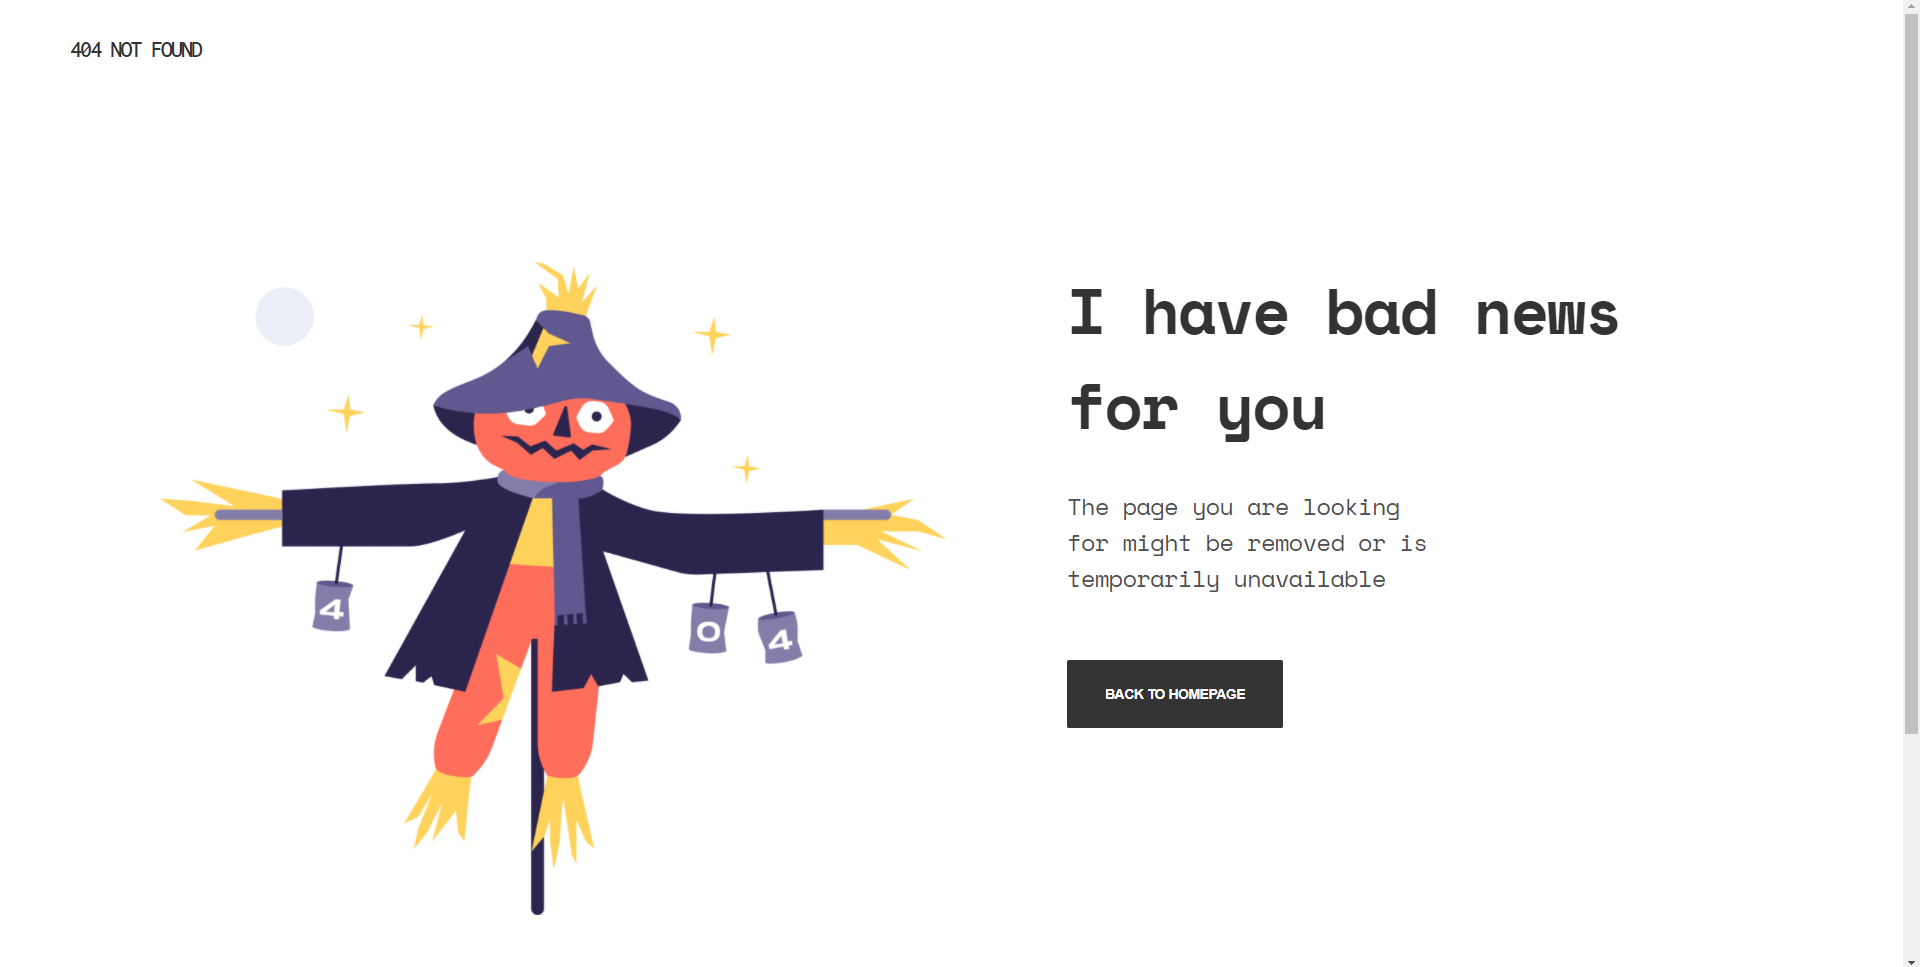 404 NOT FOUND
I have bad news
for you
The page you are looking
for might be removed or is
temporarily unavailable
BACK TO HOMEPAGE
4
0
4